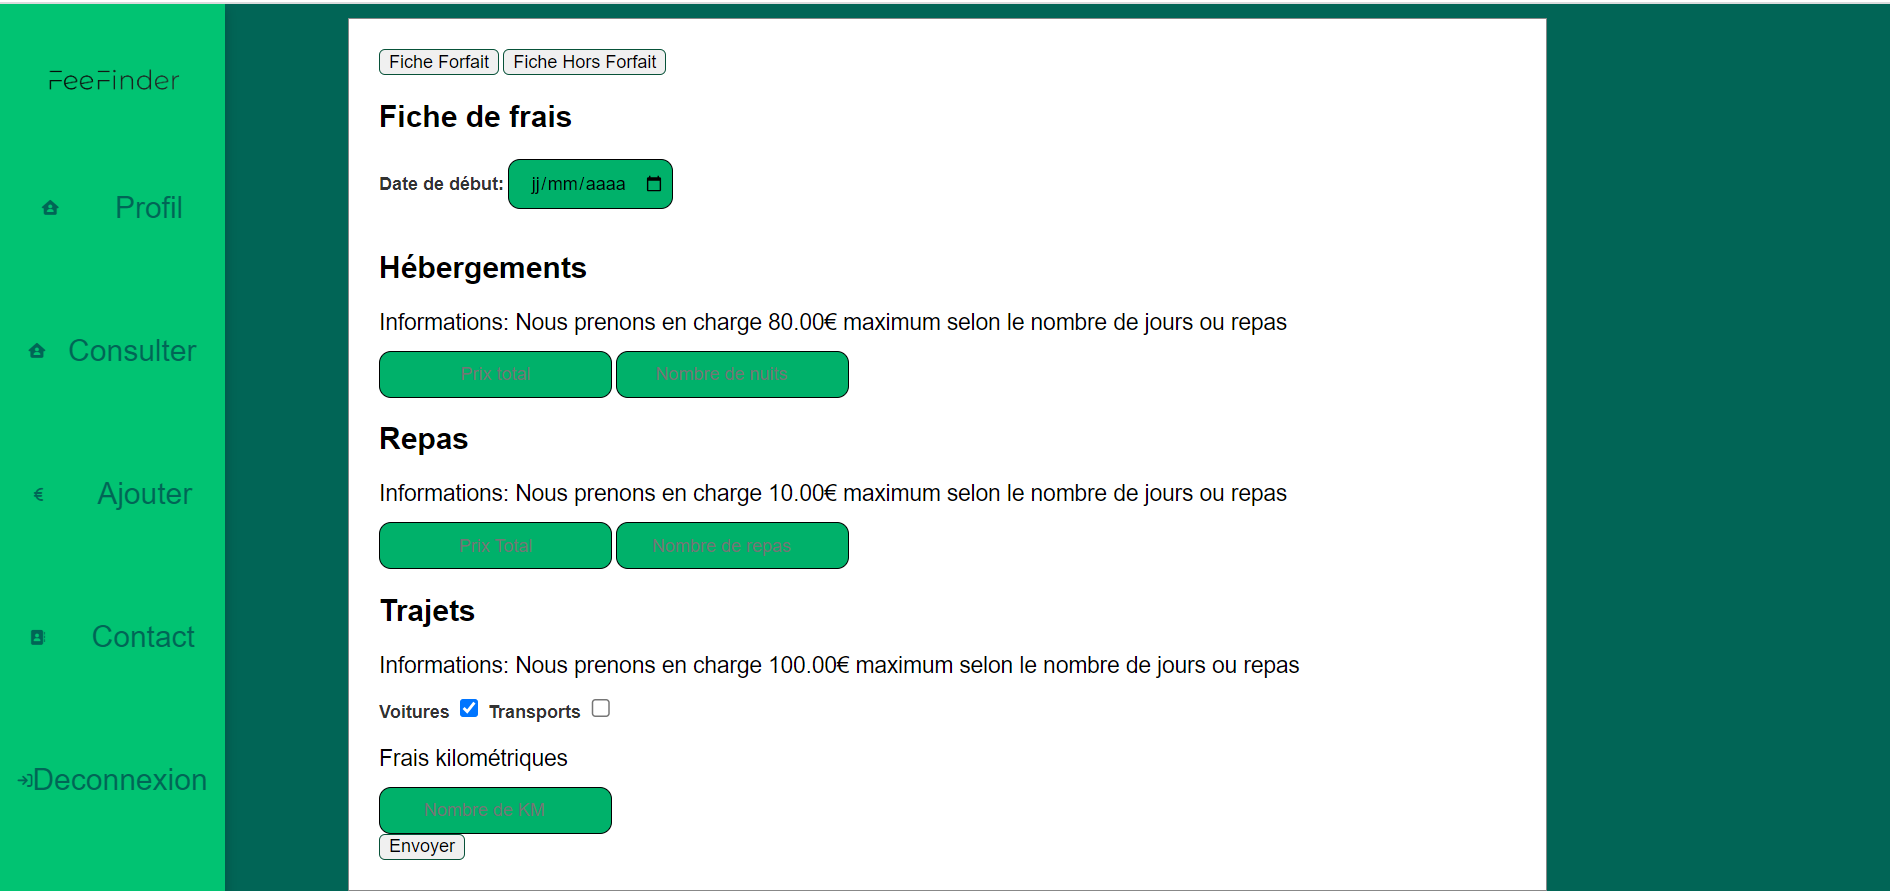 FeeFinder
Profil
Consulter
€ Ajouter
Contact
Deconnexion
Fiche Forfait Fiche Hors Forfait
Fiche de frais
Date de début: jj/mm/aaaa
Hébergements
Informations: Nous prenons en charge 80.00€ maximum selon le nombre de jours ou repas
Prix total Nombre de nuits
Repas
Informations: Nous prenons en charge 10.00€ maximum selon le nombre de jours ou repas
Prix Total Nombre de repas
Trajets
Informations: Nous prenons en charge 100.00€ maximum selon le nombre de jours ou repas
Voitures Transports
Frais kilométriques
Nombre de KM
Envoyer